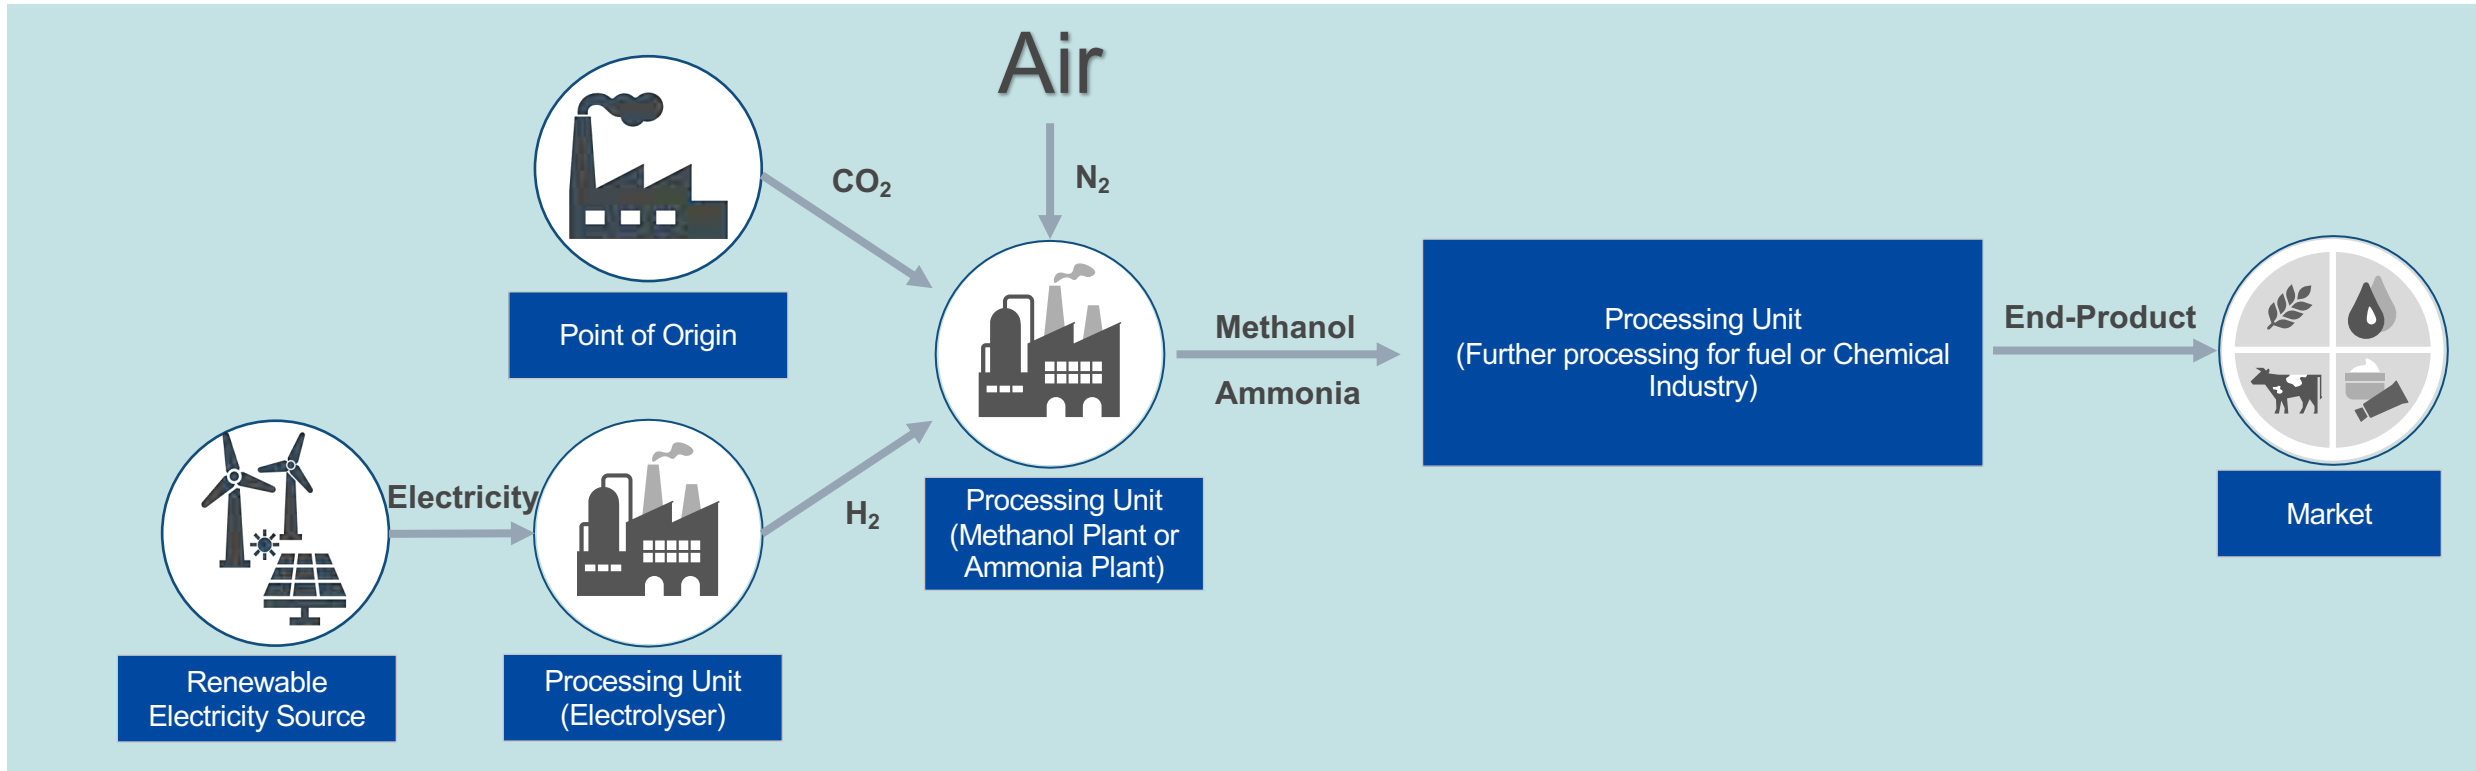 Air
CO₂
N₂
Point of Origin
Methanol
Ammonia
Processing Unit
(Further processing for fuel or Chemical
Industry)
End-Product
Electricity
H₂
Processing Unit
(Methanol Plant or
Ammonia Plant)
Market
Renewable
Electricity Source
Processing Unit
(Electrolyser)